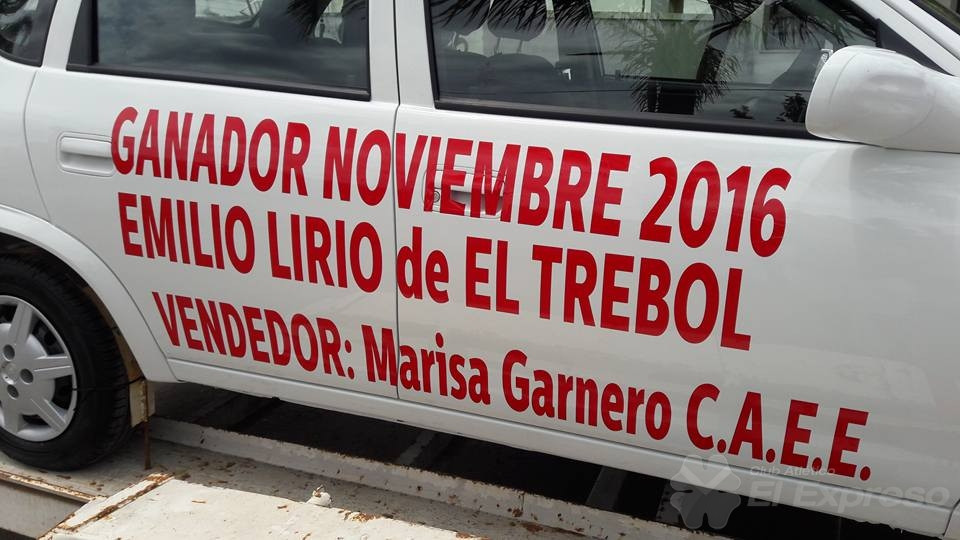 GANADOR NOVIEMBRE 2016
EMILIO LIRIO de EL TREBOL
VENDEDOR: Marisa Garnero C.A.E.E.
Club Atlético
El Expreso